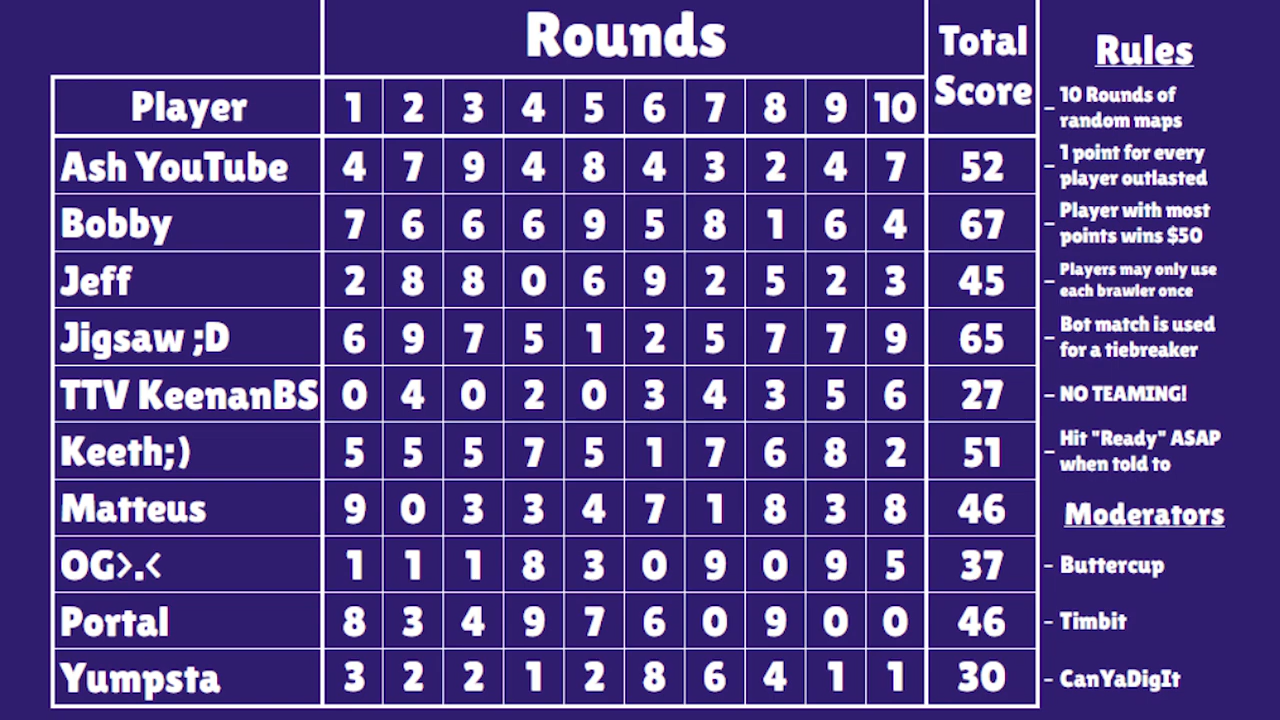 Rounds
Total
Score
Player 1 2 3 4 5 6 7 8 9 10
Ash YouTube 4 7 9 4 8 4 3 2 4 7 52
Bobby 7 6 6 6 9 5 8 1 6 4 67
Jeff 2 8 8 0 6 9 2 5 2 3 45
Jigsaw ;D 6 9 7 5 1 2 5 7 7 9 65
TTV KeenanBS 0 4 0 2 0 3 4 3 5 6 27
Keeth;) 5 5 5 7 5 1 7 6 8 2 51
Matteus 9 0 3 3 4 7 1 8 3 8 46
OG>.< 1 1 1 8 3 0 9 0 9 5 37
Portal 8 3 4 9 7 6 0 9 0 0 46
Yumpsta 3 2 2 1 2 8 6 4 1 1 30
Rules
- 10 Rounds of
random maps
- 1 point for every
player outlasted
- Player with most
points wins $50
- Players may only use
each brawler once
- Bot match is used
for a tiebreaker
- NO TEAMING!
- Hit "Ready" ASAP
when told to
Moderators
- Buttercup
- Timbit
- CanYaDigIt